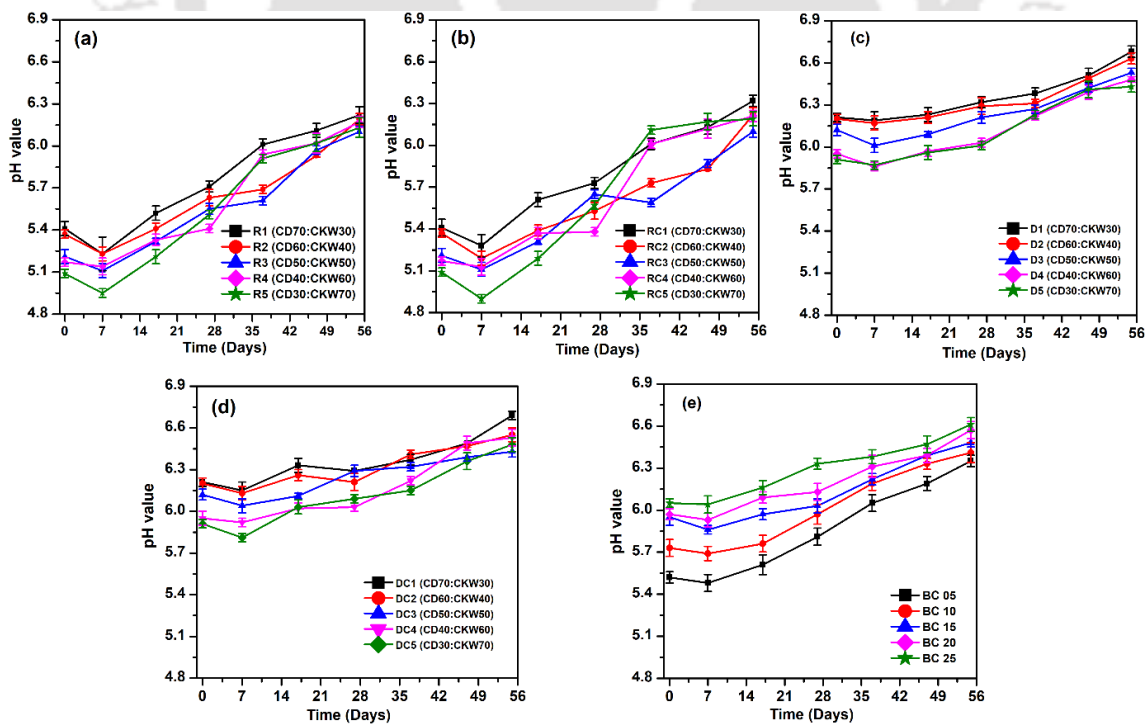 (a)
6.9
6.6
6.3
6.0
5.7
5.4
5.1
4.8
pH value
0 7 14 21 28 35 42 49 56
Time (Days)
R1 (CD70:CKW30)
R2 (CD60:CKW40)
R3 (CD50:CKW50)
R4 (CD40:CKW60)
R5 (CD30:CKW70)
(b)
6.9
6.6
6.3
6.0
5.7
5.4
5.1
4.8
pH value
0 7 14 21 28 35 42 49 56
Time (Days)
RC1 (CD70:CKW30)
RC2 (CD60:CKW40)
RC3 (CD50:CKW50)
RC4 (CD40:CKW60)
RC5 (CD30:CKW70)
(c)
6.9
6.6
6.3
6.0
5.7
5.4
5.1
4.8
pH value
0 7 14 21 28 35 42 49 56
Time (Days)
D1 (CD70:CKW30)
D2 (CD60:CKW40)
D3 (CD50:CKW50)
D4 (CD40:CKW60)
D5 (CD30:CKW70)
(d)
6.9
6.6
6.3
6.0
5.7
5.4
5.1
4.8
pH value
0 7 14 21 28 35 42 49 56
Time (Days)
DC1 (CD70:CKW30)
DC2 (CD60:CKW40)
DC3 (CD50:CKW50)
DC4 (CD40:CKW60)
DC5 (CD30:CKW70)
(e)
6.9
6.6
6.3
6.0
5.7
5.4
5.1
4.8
pH value
0 7 14 21 28 35 42 49 56
Time (Days)
BC 05
BC 10
BC 15
BC 20
BC 25